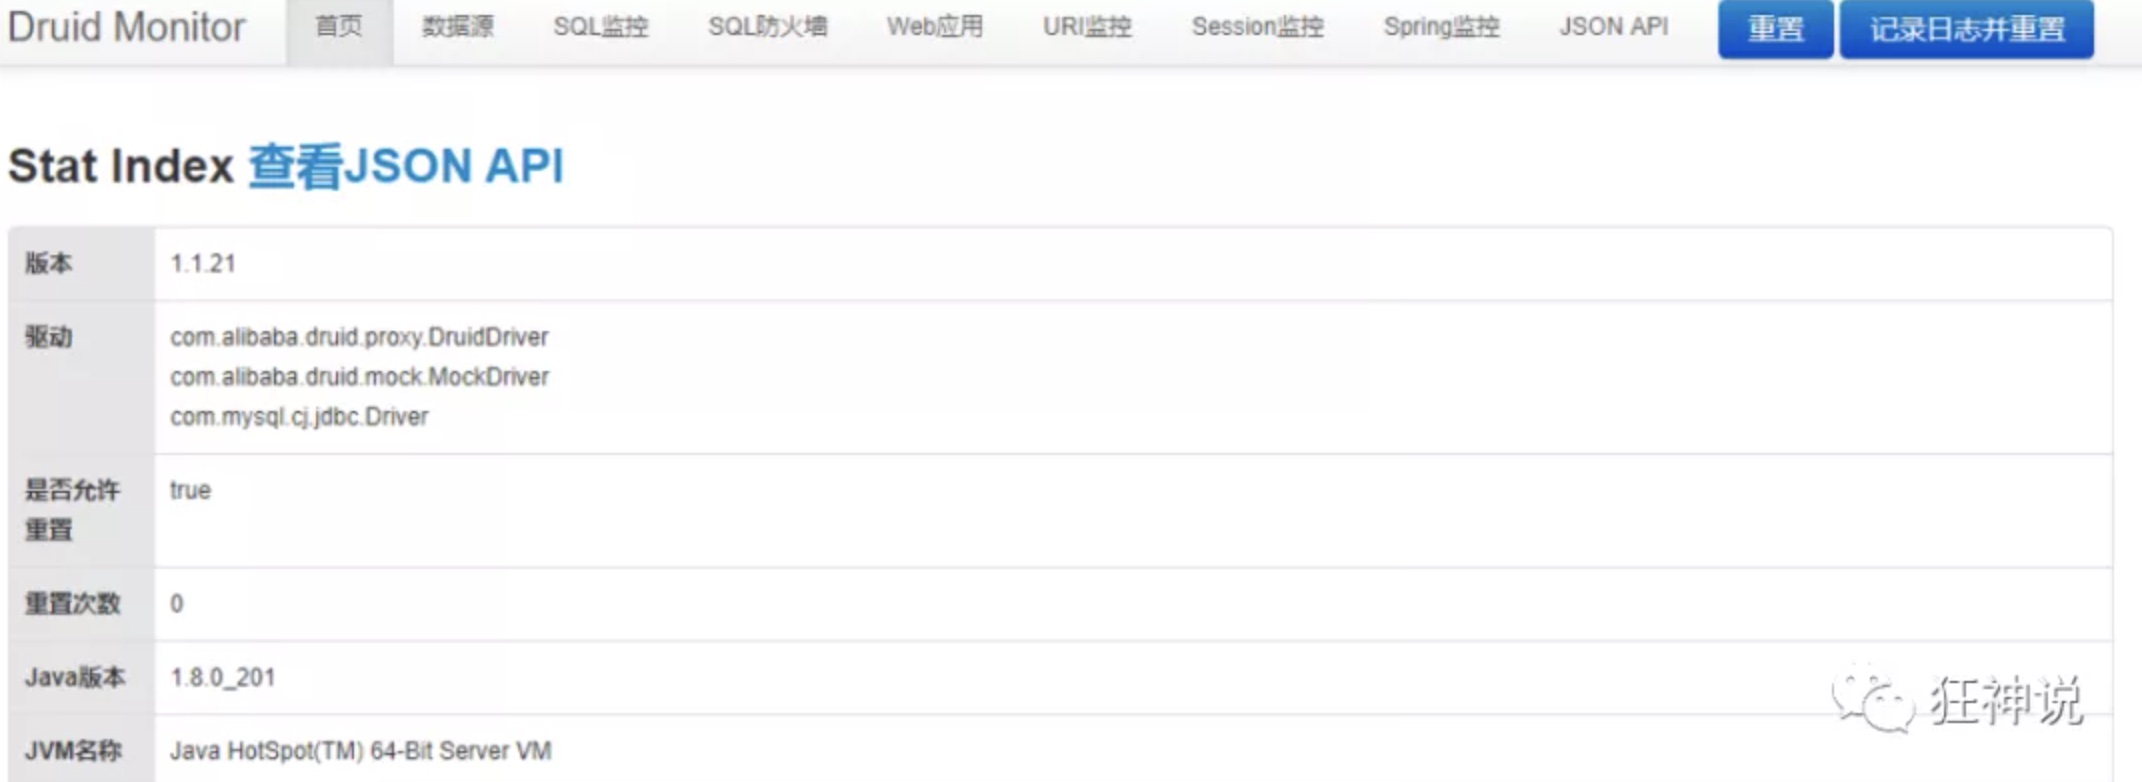 Druid Monitor 首页 数据源 SQL监控 SQL防火墙 Web应用 URI监控 Session监控 Spring监控 JSON API 重置 记录日志并重置
Stat Index 查看JSON API
版本 1.1.21
驱动 com.alibaba.druid.proxy.DruidDriver
com.alibaba.druid.mock.MockDriver
com.mysql.cj.jdbc.Driver
是否允许 true
重置
重置次数 0
Java版本 1.8.0_201
狂神说
JVM名称 Java HotSpot(TM) 64-Bit Server VM